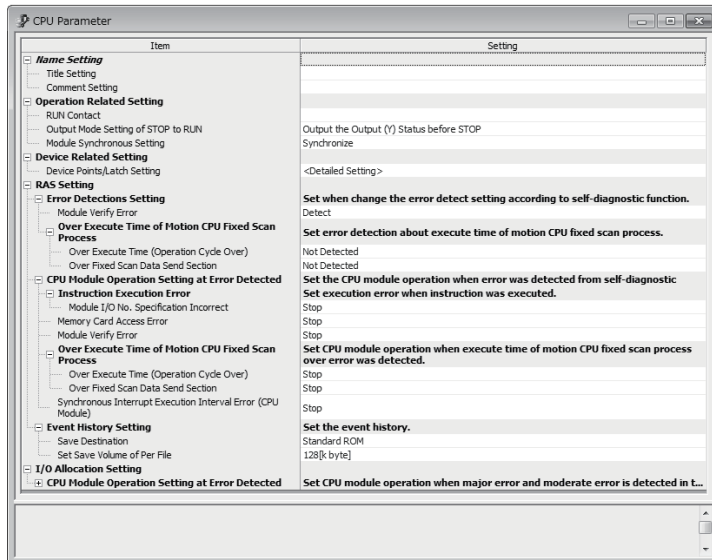 CPU Parameter
Item Setting
Name Setting
Title Setting
Comment Setting
Operation Related Setting
RUN Contact
Output Mode Setting of STOP to RUN Output the Output (Y) Status before STOP
Module Synchronous Setting Synchronize
Device Related Setting
Device Points/Latch Setting <Detailed Setting>
RAS Setting
Error Detections Setting Set when change the error detect setting according to self-diagnostic function.
Module Verify Error Detect
Over Execute Time of Motion CPU Fixed Scan
Process
Set error detection about execute time of motion CPU fixed scan process.
Over Execute Time (Operation Cycle Over) Not Detected
Over Fixed Scan Data Send Section Not Detected
CPU Module Operation Setting at Error Detected Set the CPU module operation when error was detected from self-diagnostic
Instruction Execution Error Set execution error when instruction was executed.
Module I/O No. Specification Incorrect Stop
Memory Card Access Error Stop
Module Verify Error Stop
Over Execute Time of Motion CPU Fixed Scan
Process
Set CPU module operation when execute time of motion CPU fixed scan process
over error was detected.
Over Execute Time (Operation Cycle Over) Stop
Over Fixed Scan Data Send Section Stop
Synchronous Interrupt Execution Interval Error (CPU
Module)
Stop
Event History Setting Set the event history.
Save Destination Standard ROM
Set Save Volume of Per File 128[k byte]
I/O Allocation Setting
CPU Module Operation Setting at Error Detected Set CPU module operation when major error and moderate error is detected in t...